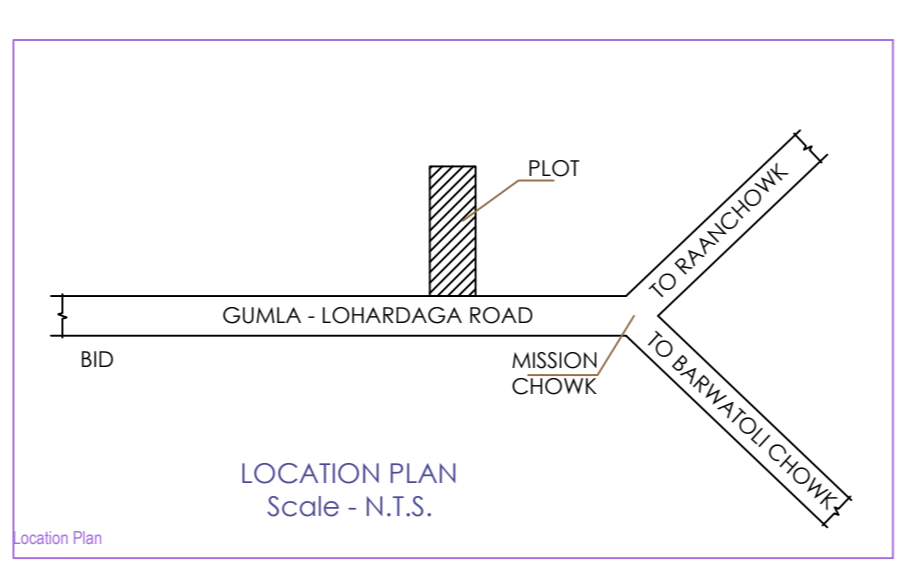 PLOT
TO RAANCHOWK
GUMLA - LOHARDAGA ROAD
BID
MISSION
CHOWK
TO BARWATOLI CHOWK
LOCATION PLAN
Scale - N.T.S.
Location Plan